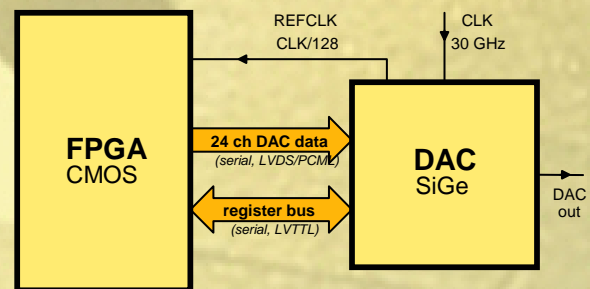 REFCLK
CLK/128
CLK
30 GHz
FPGA
CMOS
24 ch DAC data
(serial, LVDS/PCML)
register bus
(serial, LVTTL)
DAC
SiGe
DAC
out